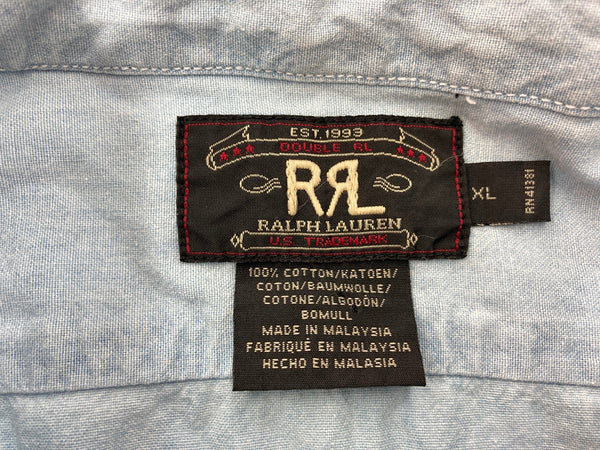 EST. 1993
DOUBLE RL
RRL
RALPH LAUREN
U.S. TRADEMARK
XL
RN41381
100% COTTON/KATOEN/
COTON/BAUMWOLLE/
COTONE/ALGODÓN/
BOMULL
MADE IN MALAYSIA
FABRIQUÉ EN MALAYSIA
HECHO EN MALASIA